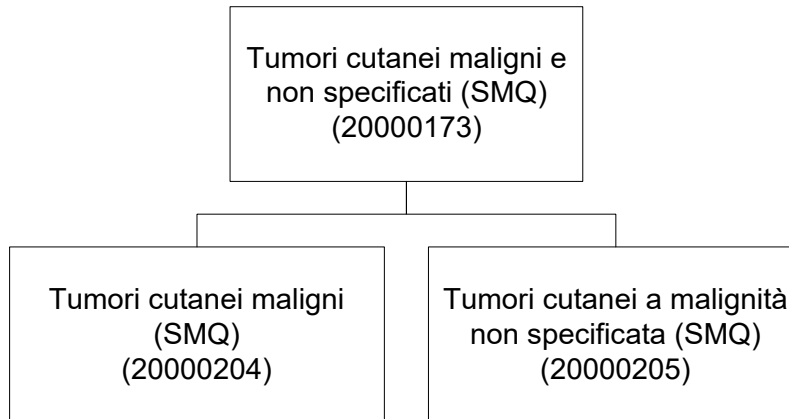 Tumori cutanei maligni e
non specificati (SMQ)
(20000173)
Tumori cutanei maligni
(SMQ)
(20000204)
Tumori cutanei a malignità
non specificata (SMQ)
(20000205)